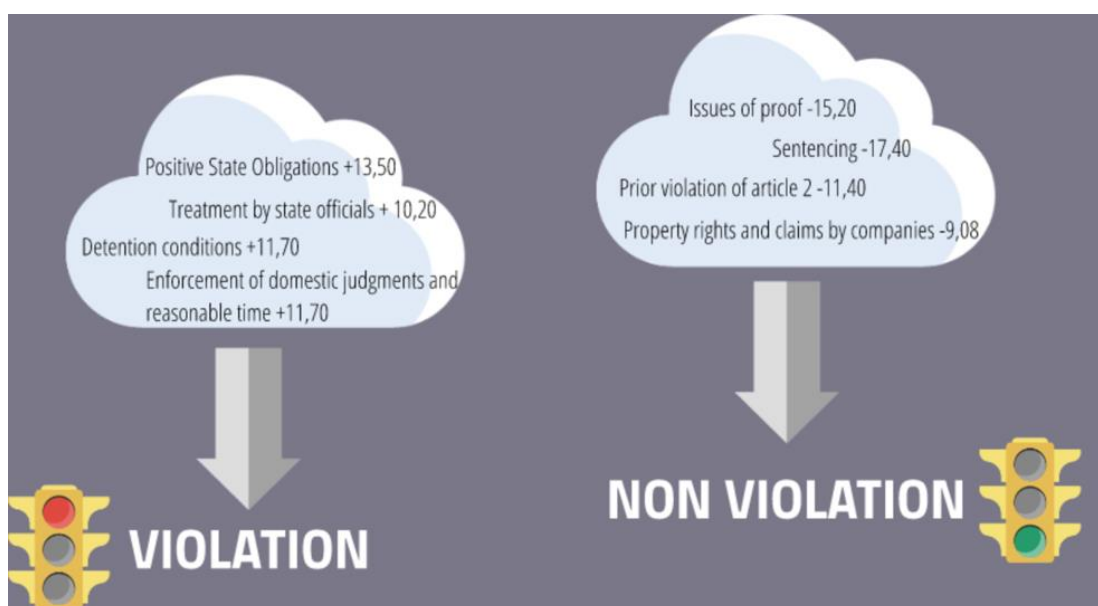 Positive State Obligations +13,50
Treatment by state officials + 10,20
Detention conditions +11,70
Enforcement of domestic judgments and
reasonable time +11,70
VIOLATION
Issues of proof -15,20
Sentencing -17,40
Prior violation of article 2 -11,40
Property rights and claims by companies -9,08
NON VIOLATION